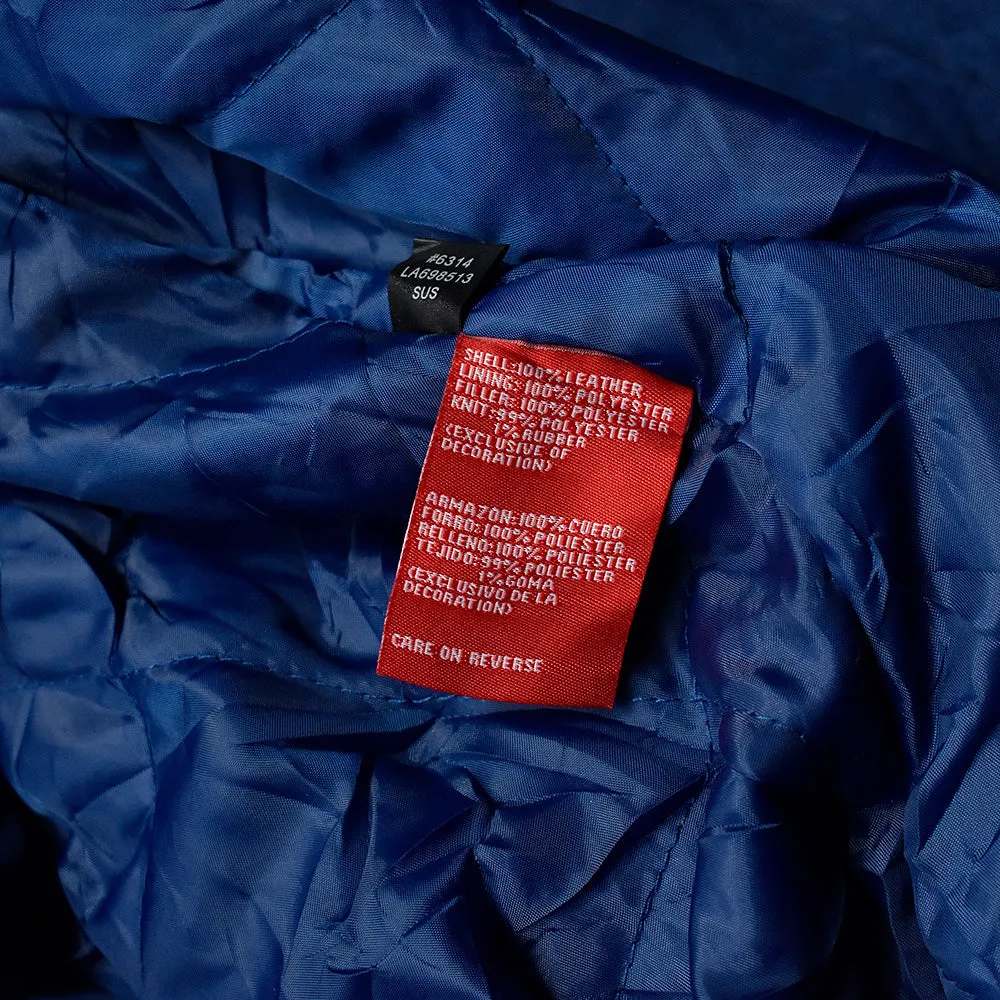 #6314
LA698513
SUS
SHELL:100% LEATHER
LINING: 100% POLYESTER
FILLER: 100% POLYESTER
KNIT:99% POLYESTER
1% RUBBER
(EXCLUSIVE OF
DECORATION)
ARMAZON:100% CUERO
FORRO:100% POLIESTER
RELLENO:100% POLIESTER
TEJIDO:99% POLIESTER
1% GOMA
(EXCLUSIVO DE LA
DECORATION)
CARE ON REVERSE